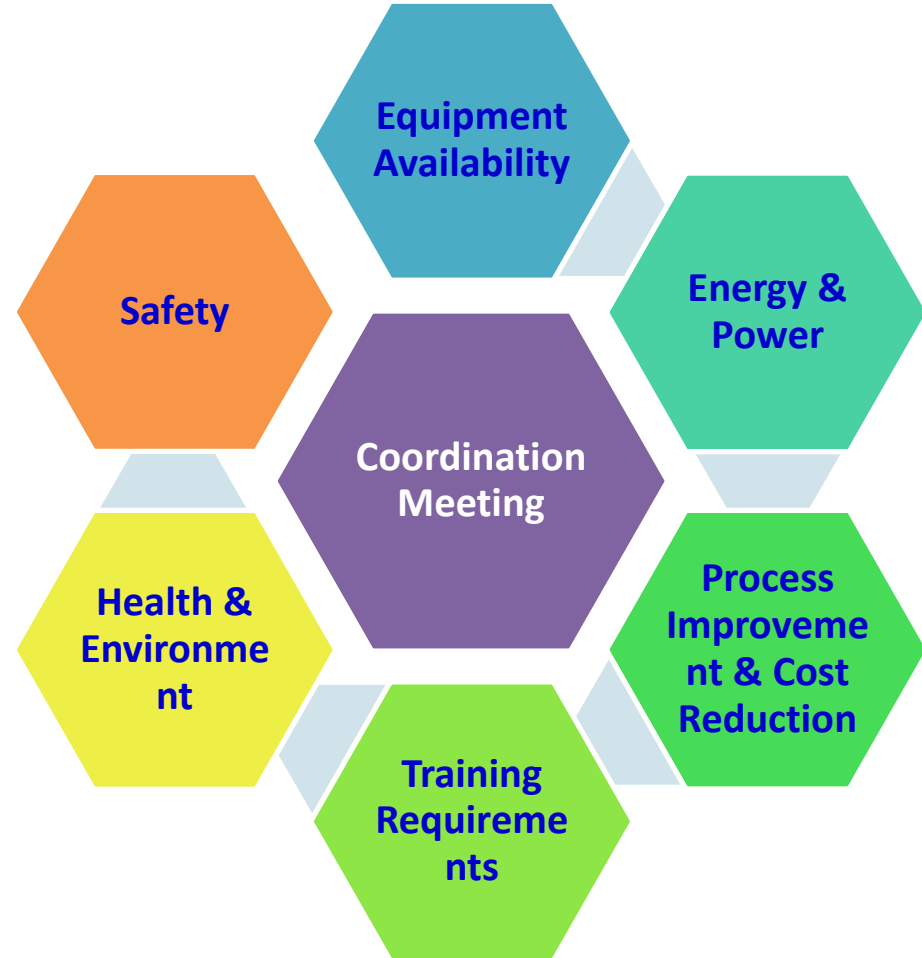 Equipment
Availability
Energy &
Power
Safety
Coordination
Meeting
Process
Improveme
nt & Cost
Reduction
Health &
Environme
nt
Training
Requireme
nts